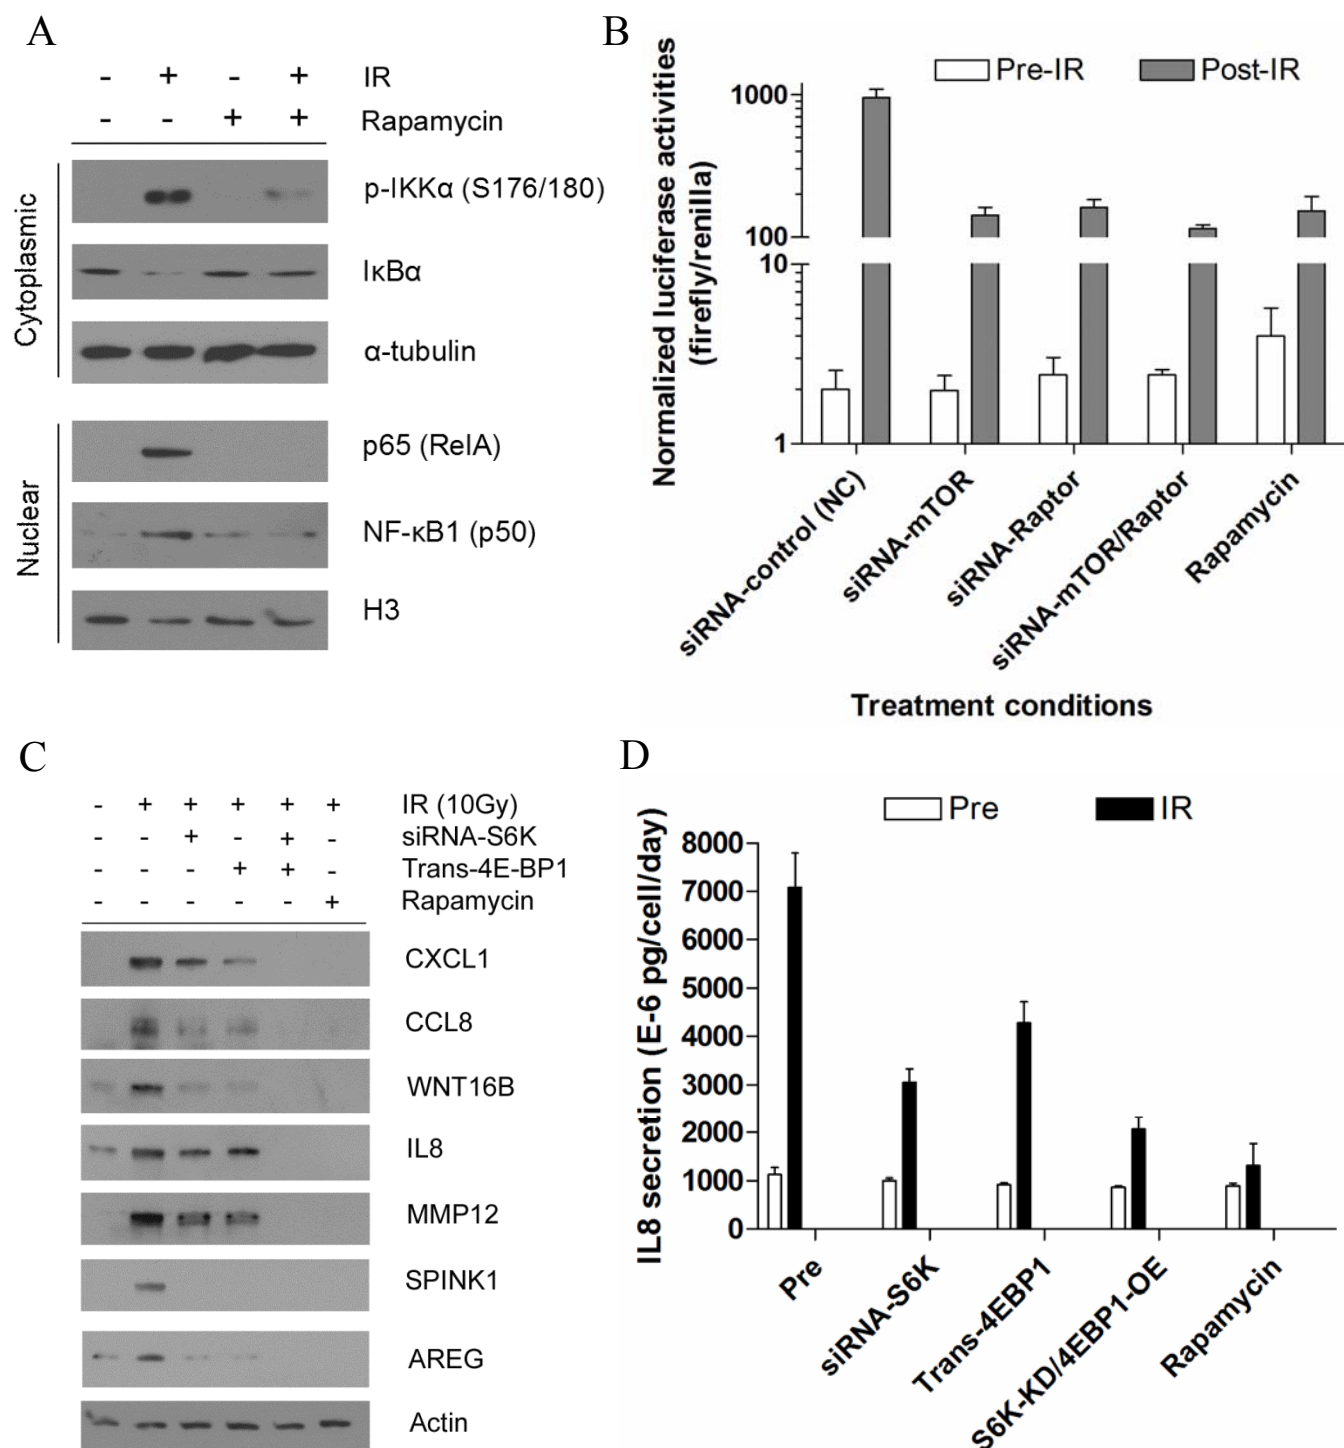 A
- + - + IR
- - + + Rapamycin
Cytoplasmic
p-IKKα (S176/180)
IκBα
α-tubulin
Nuclear
p65 (RelA)
NF-κB1 (p50)
H3
B
Pre-IR Post-IR
Normalized luciferase activities
(firefly/renilla)
1000
100
10
1
siRNA-control (NC)
siRNA-mTOR
siRNA-Raptor
siRNA-mTOR/Raptor
Rapamycin
Treatment conditions
C
- + + + + + IR (10Gy)
- - + - + - siRNA-S6K
- - - + + - Trans-4E-BP1
- - - - - + Rapamycin
CXCL1
CCL8
WNT16B
IL8
MMP12
SPINK1
AREG
Actin
D
Pre IR
IL8 secretion (E-6 pg/cell/day)
8000
7000
6000
5000
4000
3000
2000
1000
0
Pre
siRNA-S6K
Trans-4EBP1
S6K-KD/4EBP1-OE
Rapamycin